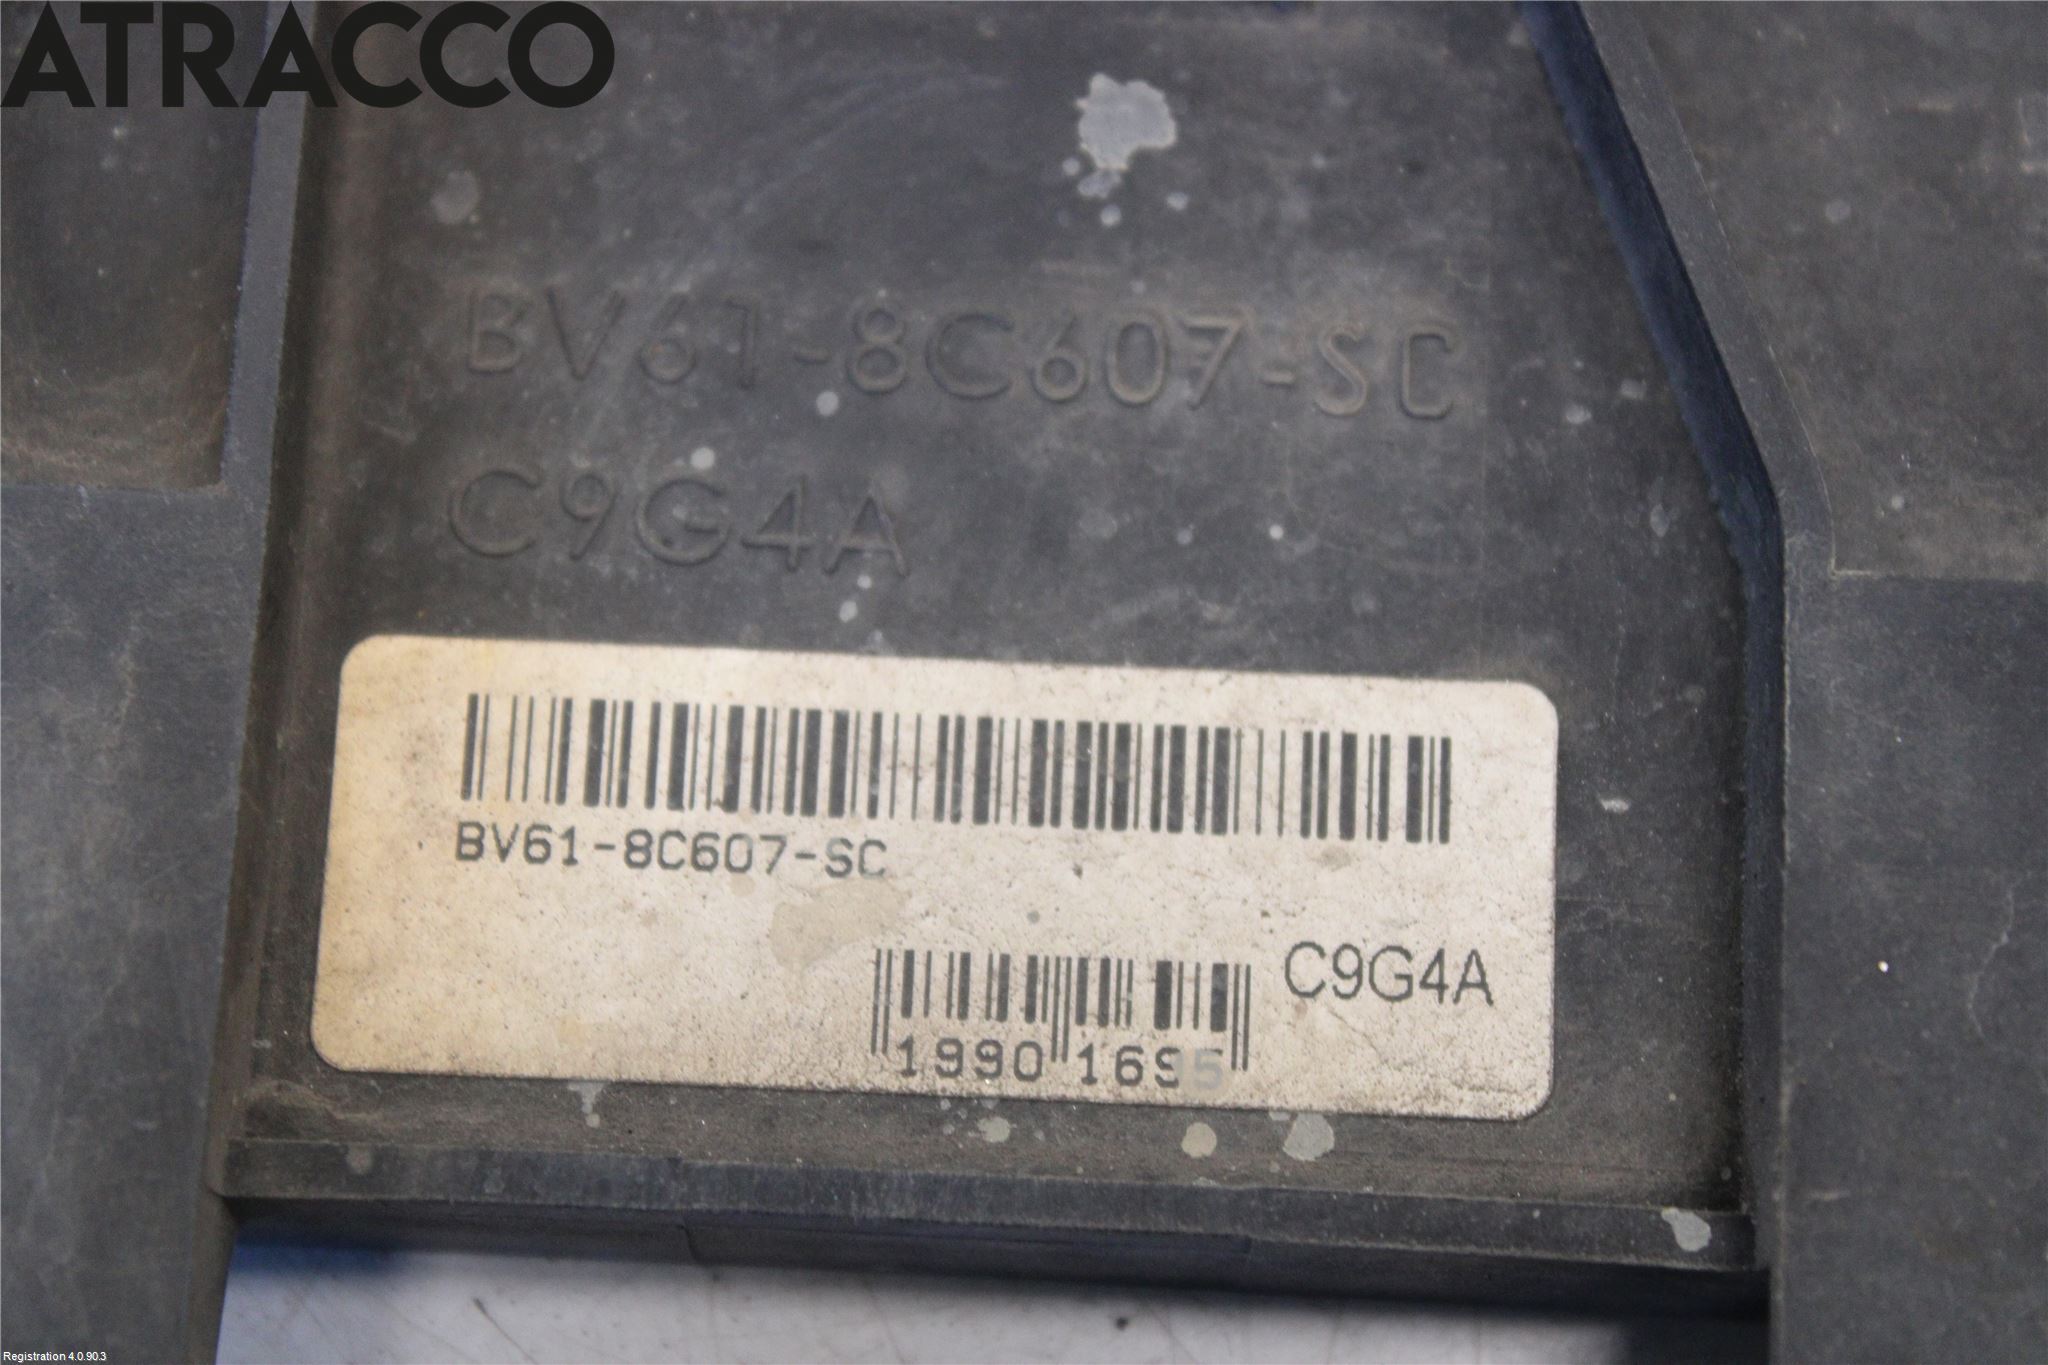 ATRACCO
BV61-8C607-SC
C9G4A
BV61-8C607-SC
C9G4A
1990 1695
Registration 4.0.90.3